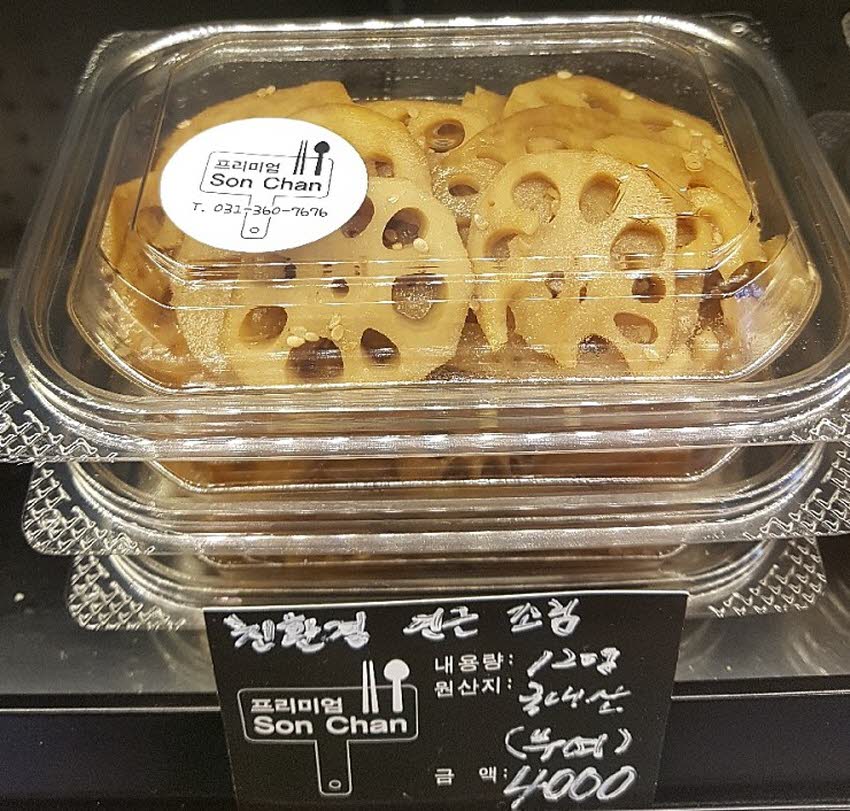 프리미엄
Son Chan
T. 031-360-7676
친환경 연근 조림
프리미엄
Son Chan
내용량: 120g
원산지: 국내산
(부여)
금 액: 4000